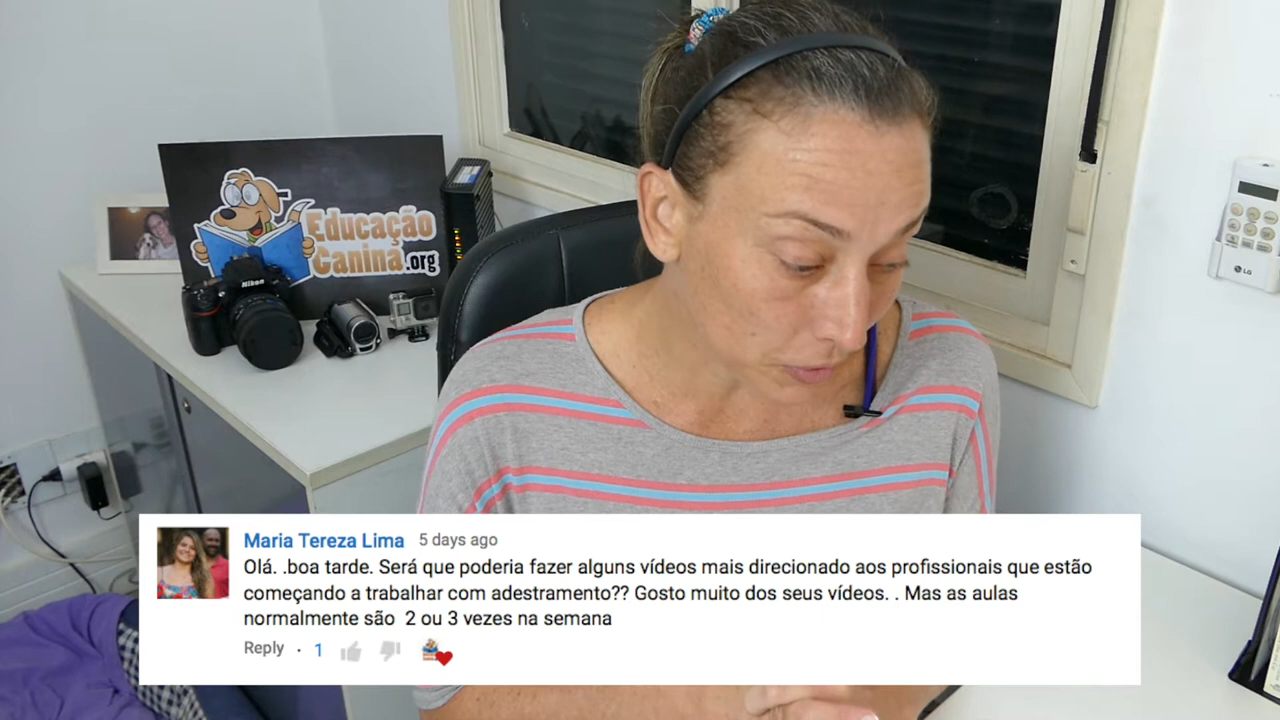 Educação
Canina.org
Nikon
LG
Maria Tereza Lima 5 days ago
Olá. .boa tarde. Será que poderia fazer alguns vídeos mais direcionado aos profissionais que estão
começando a trabalhar com adestramento?? Gosto muito dos seus vídeos. . Mas as aulas
normalmente são 2 ou 3 vezes na semana
Reply · 1